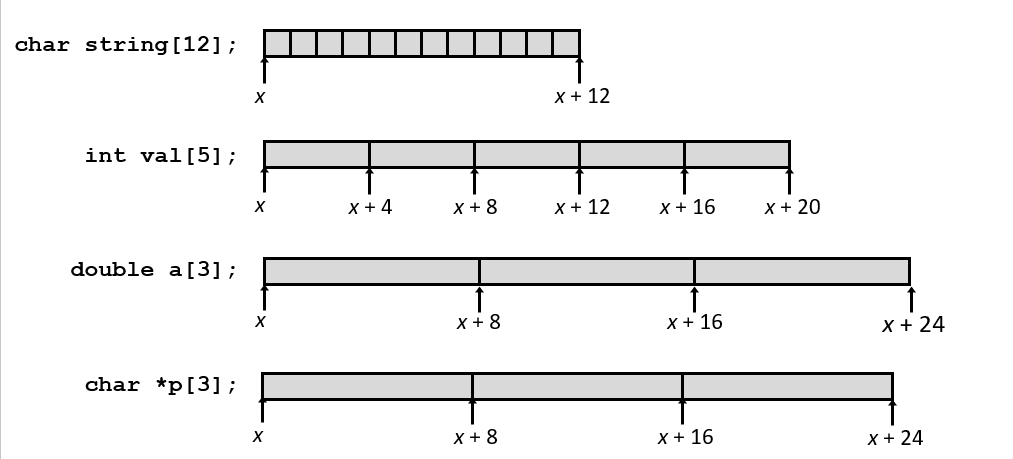 char string[12];
x x + 12
int val[5];
x x + 4 x + 8 x + 12 x + 16 x + 20
double a[3];
x x + 8 x + 16 x + 24
char *p[3];
x x + 8 x + 16 x + 24